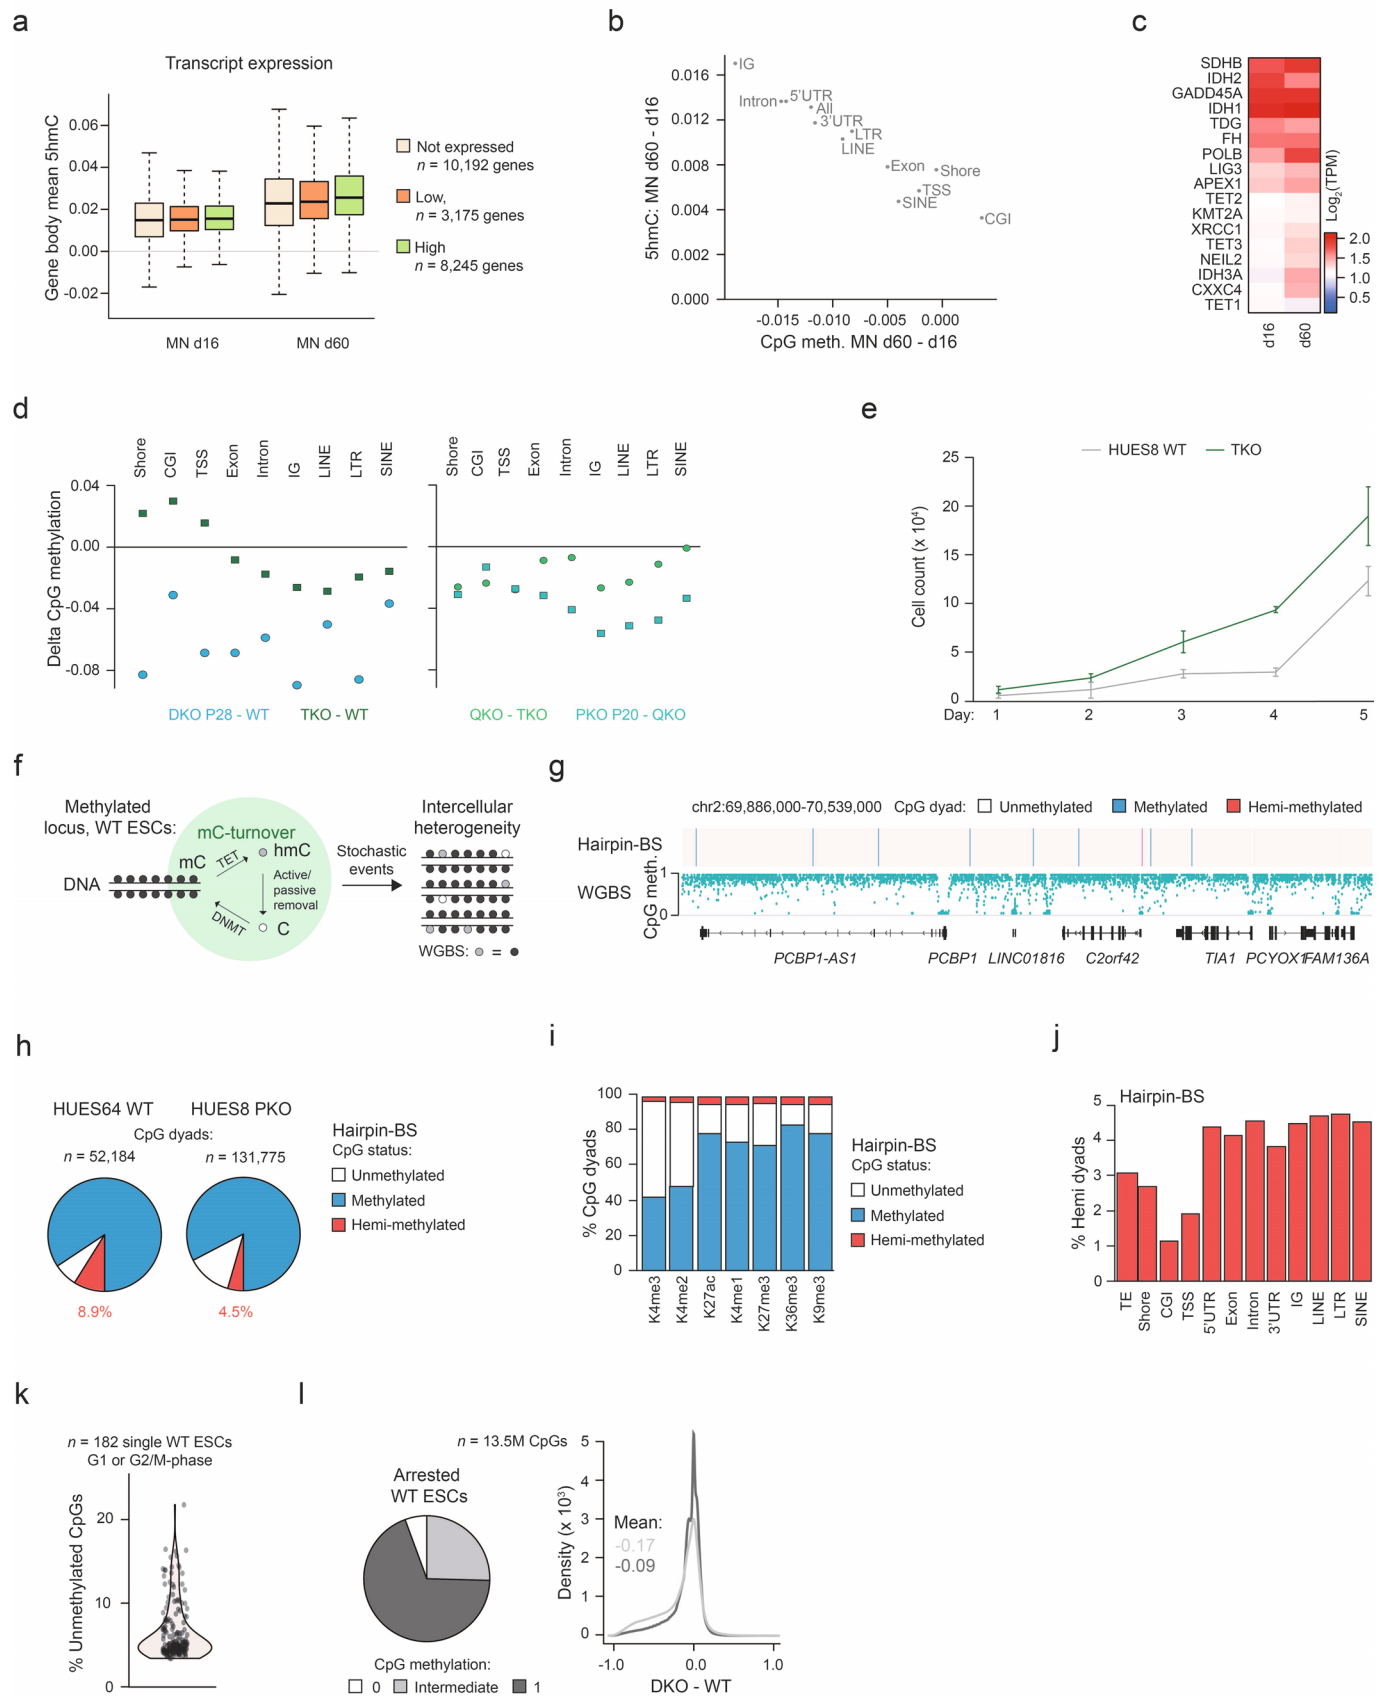 a
Transcript expression
Gene body mean 5hmC
0.06
0.04
0.02
0.00
-0.02
MN d16
MN d60
Not expressed
n = 10,192 genes
Low,
n = 3,175 genes
High
n = 8,245 genes
b
5hmC: MN d60 - d16
0.016
0.012
0.008
0.004
0.002
0.000
IG
Intron
5'UTR
All
3'UTR
LTR
LINE
Exon
Shore
TSS
SINE
CGI
-0.015
-0.010
-0.005
0.000
CpG meth. MN d60 - d16
c
SDHB
IDH2
GADD45A
IDH1
TDG
FH
POLB
LIG3
APEX1
TET2
KMT2A
XRCC1
TET3
NEIL2
IDH3A
CXXC4
TET1
d16
d60
Log2(TPM)
2.0
1.5
1.0
0.5
d
Shore
CGI
TSS
Exon
Intron
IG
LINE
LTR
SINE
Shore
CGI
TSS
Exon
Intron
IG
LINE
LTR
SINE
Delta CpG methylation
0.04
0.00
-0.04
-0.08
DKO P28 - WT
TKO - WT
QKO - TKO
PKO P20 - QKO
e
HUES8 WT
TKO
Cell count (x 10⁴)
25
20
15
10
5
0
Day:
1
2
3
4
5
f
Methylated
locus, WT ESCs:
mC-turnover
mC
TET
hmC
DNA
Active/
passive
removal
DNMT
C
Stochastic
events
Intercellular
heterogeneity
WGBS:
=
g
chr2:69,886,000-70,539,000
CpG dyad:
Unmethylated
Methylated
Hemi-methylated
Hairpin-BS
WGBS
CpG meth.
1
0
PCBP1-AS1
PCBP1
LINC01816
C2orf42
TIA1
PCYOX1
FAM136A
h
HUES64 WT
HUES8 PKO
CpG dyads:
n = 52,184
n = 131,775
8.9%
4.5%
Hairpin-BS
CpG status:
Unmethylated
Methylated
Hemi-methylated
i
% CpG dyads
100
80
60
40
20
0
K4me3
K4me2
K27ac
K4me1
K27me3
K36me3
K9me3
Hairpin-BS
CpG status:
Unmethylated
Methylated
Hemi-methylated
j
Hairpin-BS
% Hemi dyads
5
4
3
2
1
0
TE
Shore
CGI
TSS
5'UTR
Exon
Intron
3'UTR
IG
LINE
LTR
SINE
k
n = 182 single WT ESCs
G1 or G2/M-phase
% Unmethylated CpGs
20
10
0
l
n = 13.5M CpGs
Arrested
WT ESCs
CpG methylation:
0
Intermediate
1
Density (x 10³)
5
4
3
2
1
0
Mean:
-0.17
-0.09
-1.0
0.0
1.0
DKO - WT